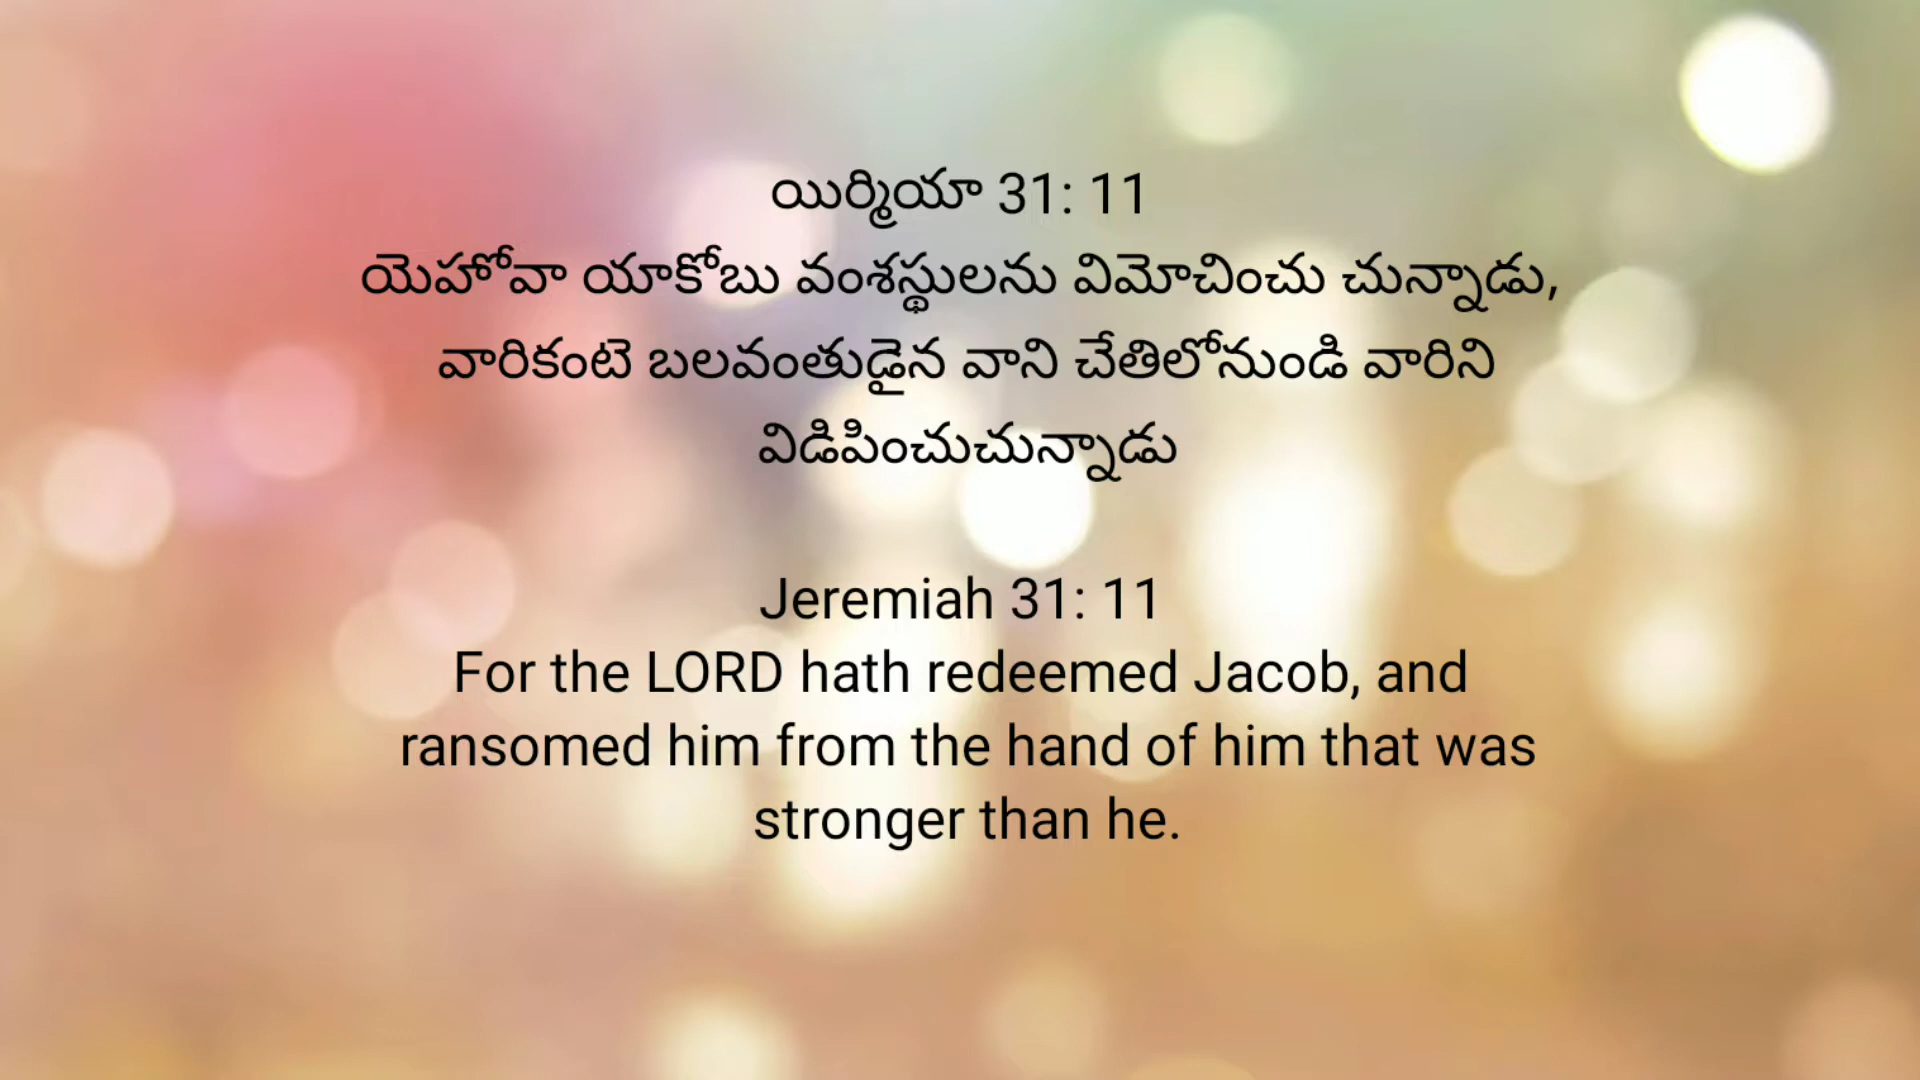 యిర్మియా 31: 11
యెహోవా యాకోబు వంశస్థులను విమోచించు చున్నాడు,
వారికంటె బలవంతుడైన వాని చేతిలోనుండి వారిని
విడిపించుచున్నాడు
Jeremiah 31: 11
For the LORD hath redeemed Jacob, and
ransomed him from the hand of him that was
stronger than he.